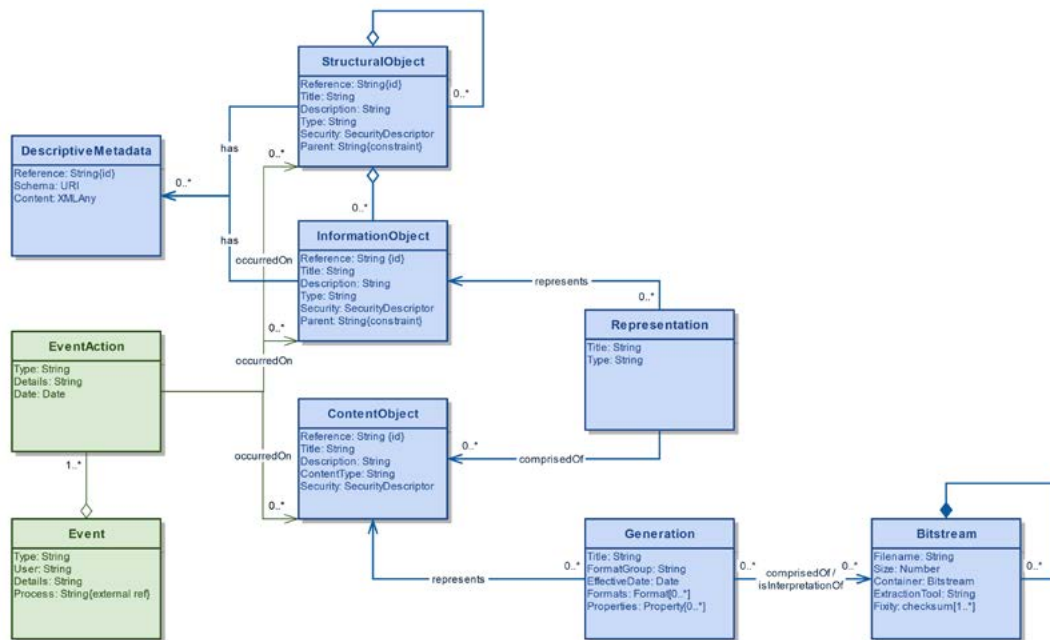 StructuralObject
Reference: String{id}
Title: String
Description: String
Type: String
Security: SecurityDescriptor
Parent: String{constraint}
0..*
has
0..*
DescriptiveMetadata
Reference: String{id}
Schema: URI
Content: XMLAny
0..*
0..*
has
InformationObject
Reference: String {id}
Title: String
Description: String
Type: String
Security: SecurityDescriptor
Parent: String{constraint}
occurredOn
0..*
occurredOn
represents
0..*
Representation
Title: String
Type: String
EventAction
Type: String
Details: String
Date: Date
ContentObject
Reference: String {id}
Title: String
Description: String
ContentType: String
Security: SecurityDescriptor
occurredOn
0..*
0..*
comprisedOf
1..*
Event
Type: String
User: String
Details: String
Process: String{external ref}
represents
0..*
Generation
Title: String
FormatGroup: String
EffectiveDate: Date
Formats: Format[0..*]
Properties: Property[0..*]
0..*
comprisedOf /
isInterpretationOf
0..*
Bitstream
Filename: String
Size: Number
Container: Bitstream
ExtractionTool: String
Fixity: checksum[1..*]
0..*